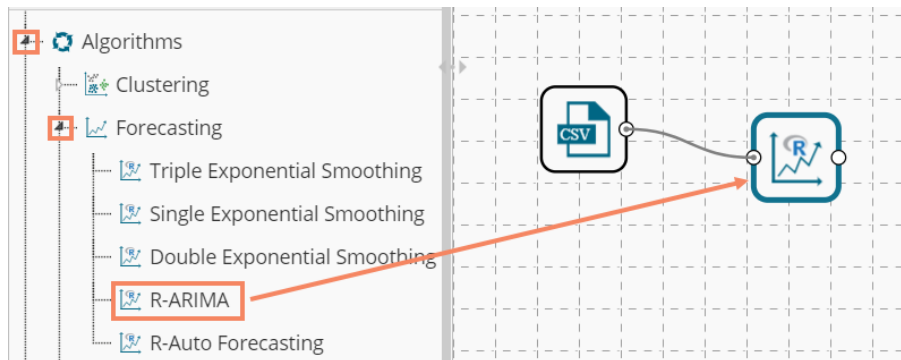 Algorithms
Clustering
Forecasting
Triple Exponential Smoothing
Single Exponential Smoothing
Double Exponential Smoothing
R-ARIMA
R-Auto Forecasting
CSV
R